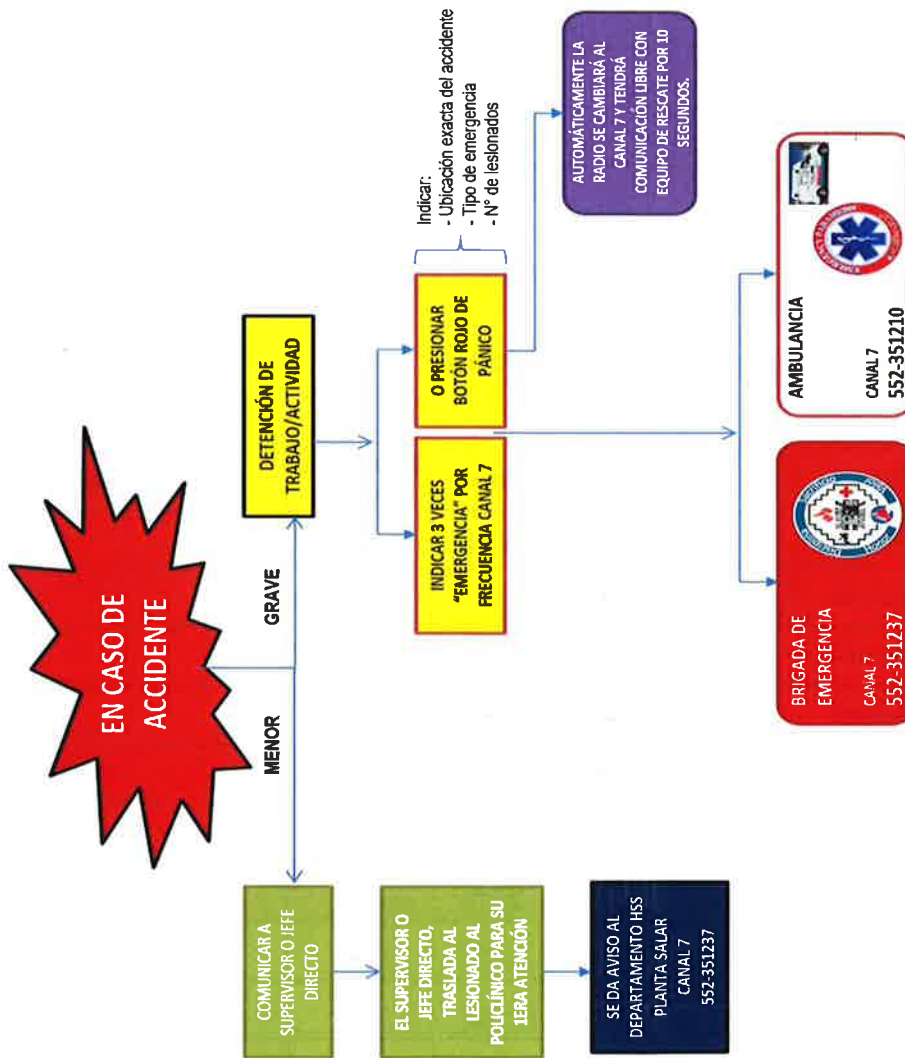 EN CASO DE
ACCIDENTE
MENOR
GRAVE
COMUNICAR A
SUPERVISOR O JEFE
DIRECTO
EL SUPERVISOR O
JEFE DIRECTO,
TRASLADA AL
LESIONADO AL
POLICLÍNICO PARA SU
1ERA ATENCIÓN
SE DA AVISO AL
DEPARTAMENTO HSS
PLANTA SALAR
CANAL 7
552-351237
DETENCIÓN DE
TRABAJO/ACTIVIDAD
INDICAR 3 VECES
"EMERGENCIA" POR
FRECUENCIA CANAL 7
O PRESIONAR
BOTÓN ROJO DE
PÁNICO
Indicar:
- Ubicación exacta del accidente
- Tipo de emergencia
- N° de lesionados
AUTOMÁTICAMENTE LA
RADIO SE CAMBIARÁ AL
CANAL 7 Y TENDRÁ
COMUNICACIÓN LIBRE CON
EQUIPO DE RESCATE POR 10
SEGUNDOS.
BRIGADA DE
EMERGENCIA
CANAL 7
552-351237
AMBULANCIA
CANAL 7
552-351210